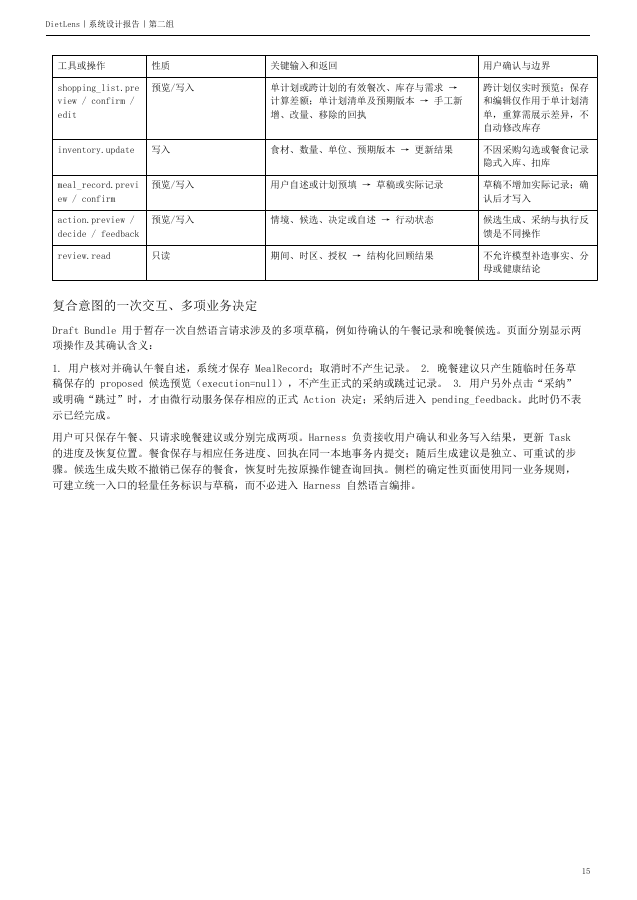 DietLens｜系统设计报告｜第二组
工具或操作 性质 关键输入和返回 用户确认与边界
shopping_list.pre 预览/写入 单计划或跨计划的有效餐次、库存与需求 → 跨计划仅实时预览；保存
view / confirm / 计算差额；单计划清单及预期版本 → 手工新 和编辑仅作用于单计划清
edit 增、改量、移除的回执 单，重算需展示差异，不
自动修改库存
inventory.update 写入 食材、数量、单位、预期版本 → 更新结果 不因采购勾选或餐食记录
隐式入库、扣库
meal_record.previ 预览/写入 用户自述或计划预填 → 草稿或实际记录 草稿不增加实际记录；确
ew / confirm 认后才写入
action.preview / 预览/写入 情境、候选、决定或自述 → 行动状态 候选生成、采纳与执行反
decide / feedback 馈是不同操作
review.read 只读 期间、时区、授权 → 结构化回顾结果 不允许模型补造事实、分
母或健康结论
复合意图的一次交互、多项业务决定
Draft Bundle 用于暂存一次自然语言请求涉及的多项草稿，例如待确认的午餐记录和晚餐候选。页面分别显示两
项操作及其确认含义：
1. 用户核对并确认午餐自述，系统才保存 MealRecord；取消时不产生记录。 2. 晚餐建议只产生随临时任务草
稿保存的 proposed 候选预览（execution=null），不产生正式的采纳或跳过记录。 3. 用户另外点击“采纳”
或明确“跳过”时，才由微行动服务保存相应的正式 Action 决定；采纳后进入 pending_feedback。此时仍不表
示已经完成。
用户可只保存午餐、只请求晚餐建议或分别完成两项。Harness 负责接收用户确认和业务写入结果，更新 Task
的进度及恢复位置。餐食保存与相应任务进度、回执在同一本地事务内提交；随后生成建议是独立、可重试的步
骤。候选生成失败不撤销已保存的餐食，恢复时先按原操作键查询回执。侧栏的确定性页面使用同一业务规则，
可建立统一入口的轻量任务标识与草稿，而不必进入 Harness 自然语言编排。
15